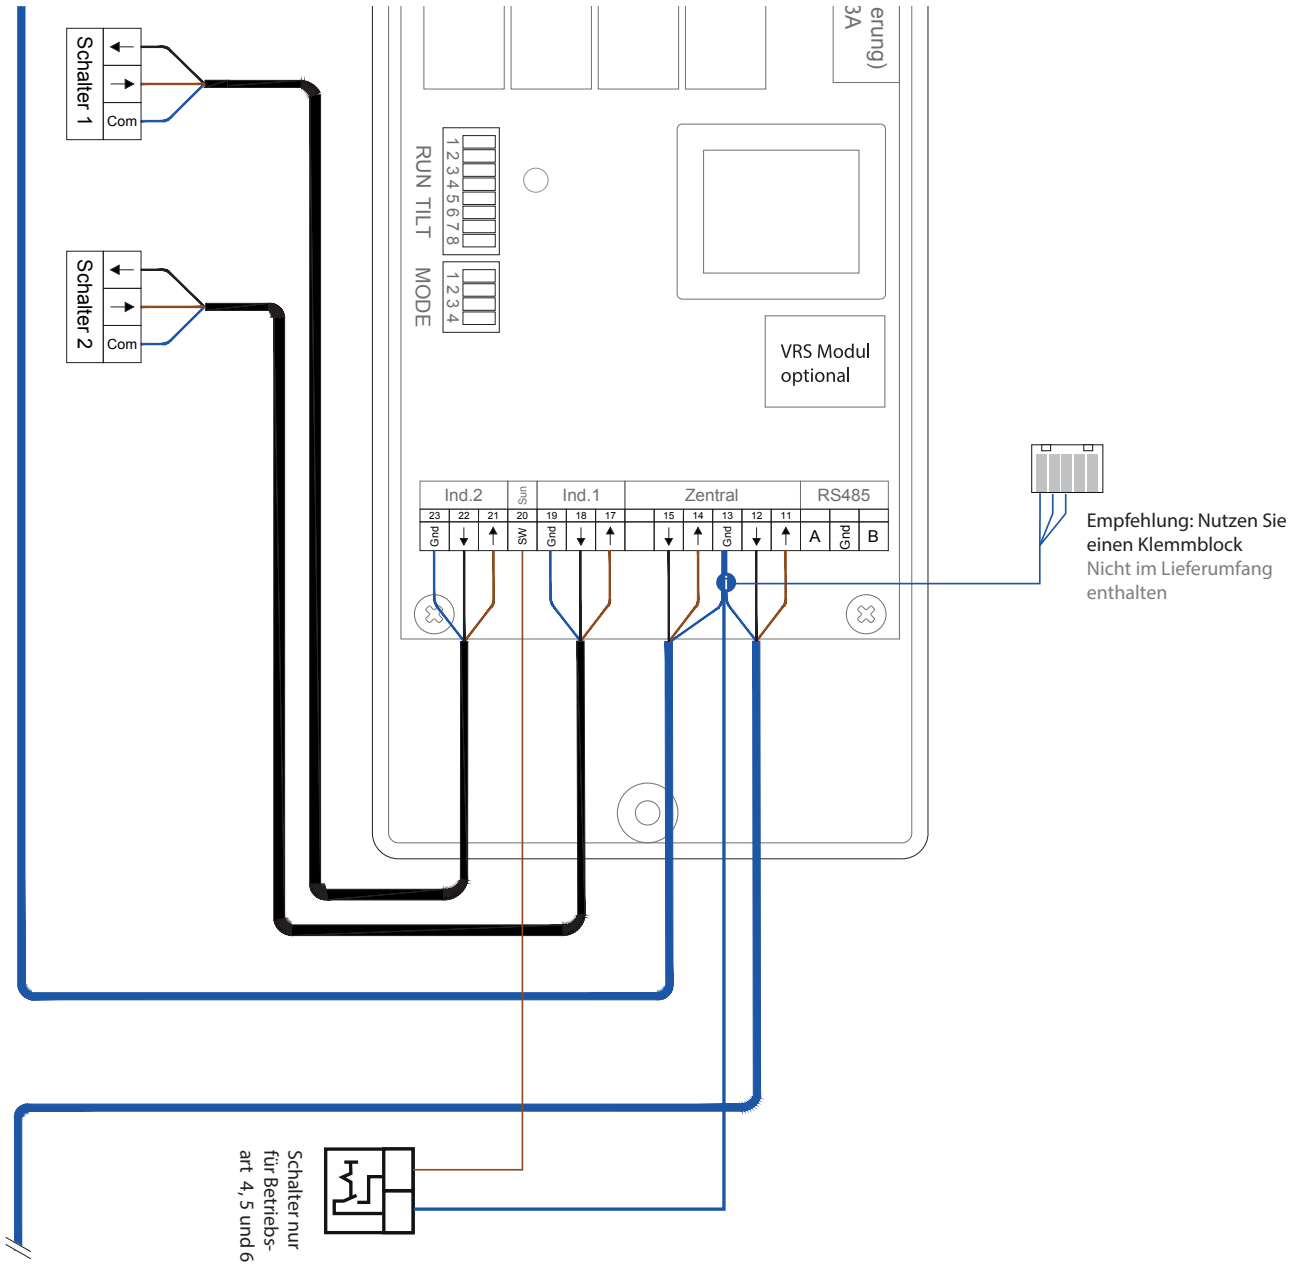 erung)
3A
Schalter 1
Com
RUN TILT
1 2 3 4 5 6 7 8
MODE
1 2 3 4
Schalter 2
Com
VRS Modul
optional
Ind.2
Sun
Ind.1
Zentral
RS485
23 22 21 20 19 18 17 15 14 13 12 11
Gnd SW Gnd Gnd A Gnd B
i
Empfehlung: Nutzen Sie
einen Klemmblock
Nicht im Lieferumfang
enthalten
Schalter nur
für Betriebs-
art 4, 5 und 6